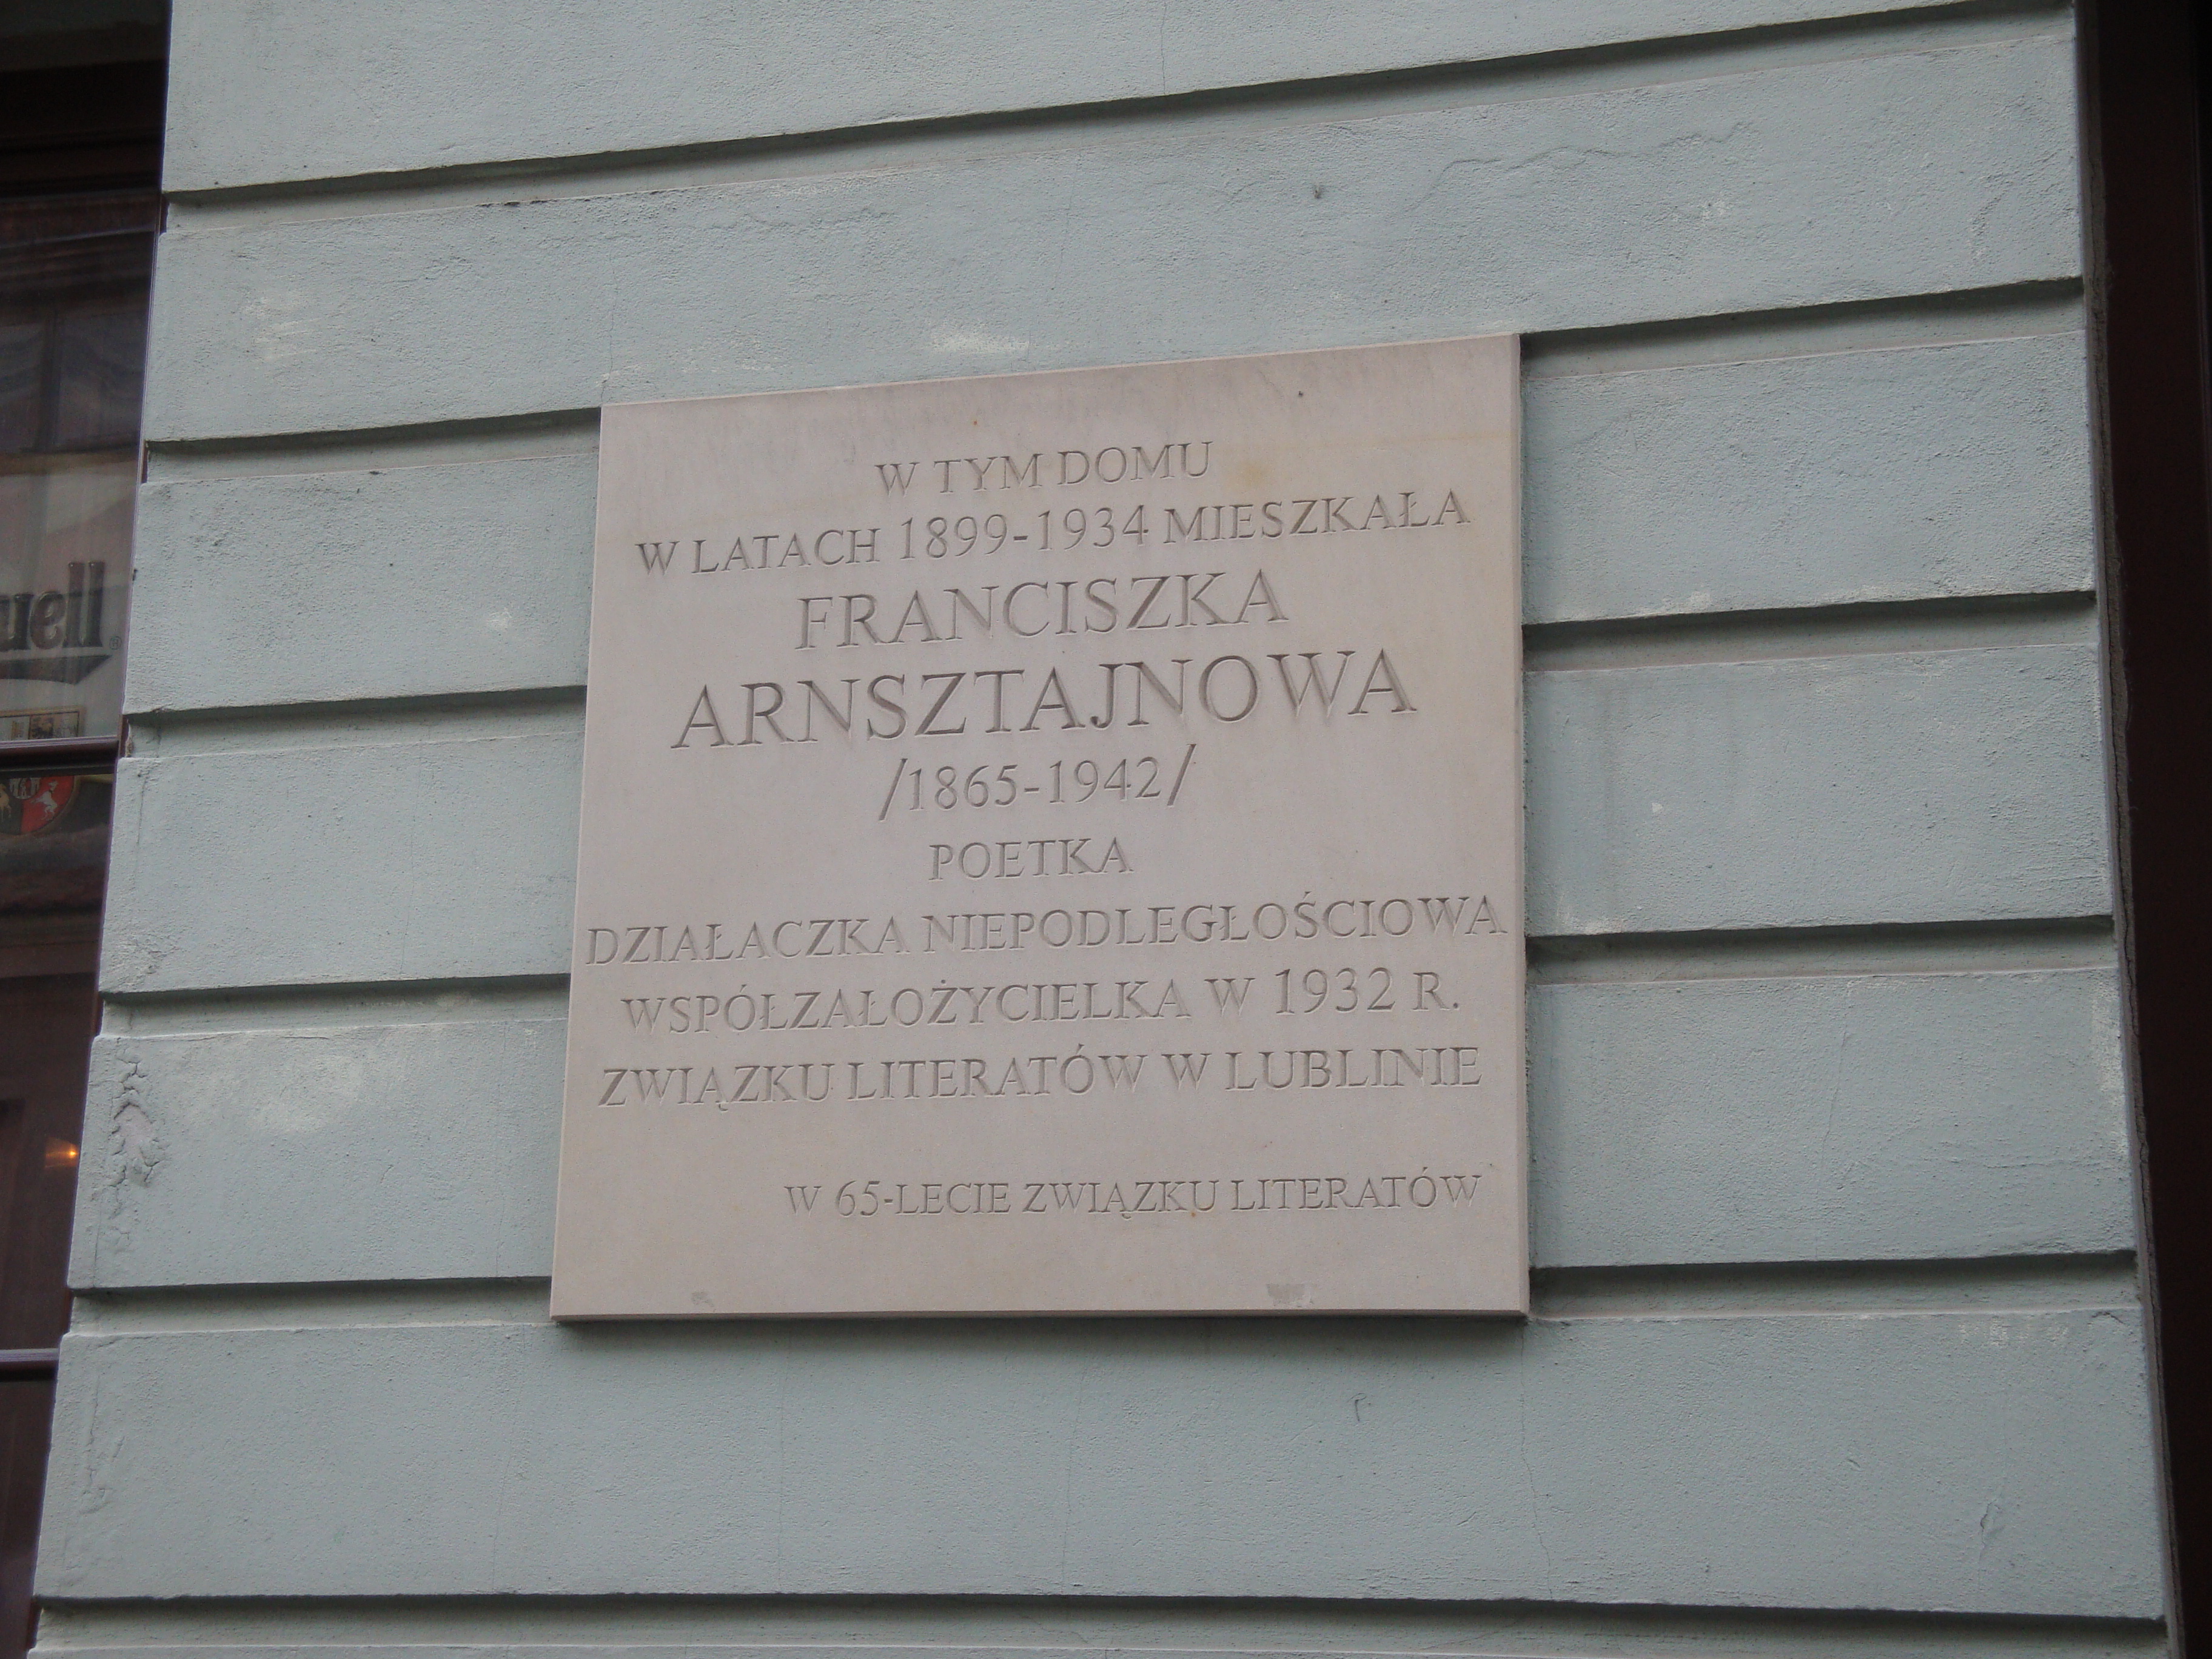 W TYM DOMU
W LATACH 1899-1934 MIESZKAŁA
FRANCISZKA
ARNSZTAJNOWA
/1865-1942/
POETKA
DZIAŁACZKA NIEPODLEGŁOŚCIOWA
WSPÓŁZAŁOŻYCIELKA W 1932 R.
ZWIĄZKU LITERATÓW W LUBLINIE
W 65-LECIE ZWIĄZKU LITERATÓW